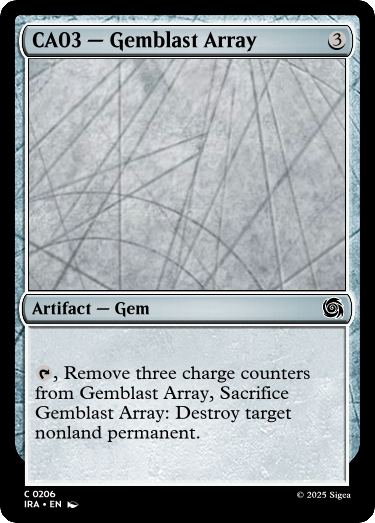 CA03 — Gemblast Array 3
Artifact — Gem
, Remove three charge counters
from Gemblast Array, Sacrifice
Gemblast Array: Destroy target
nonland permanent.
C 0206
IRA • EN
© 2025 Sigea